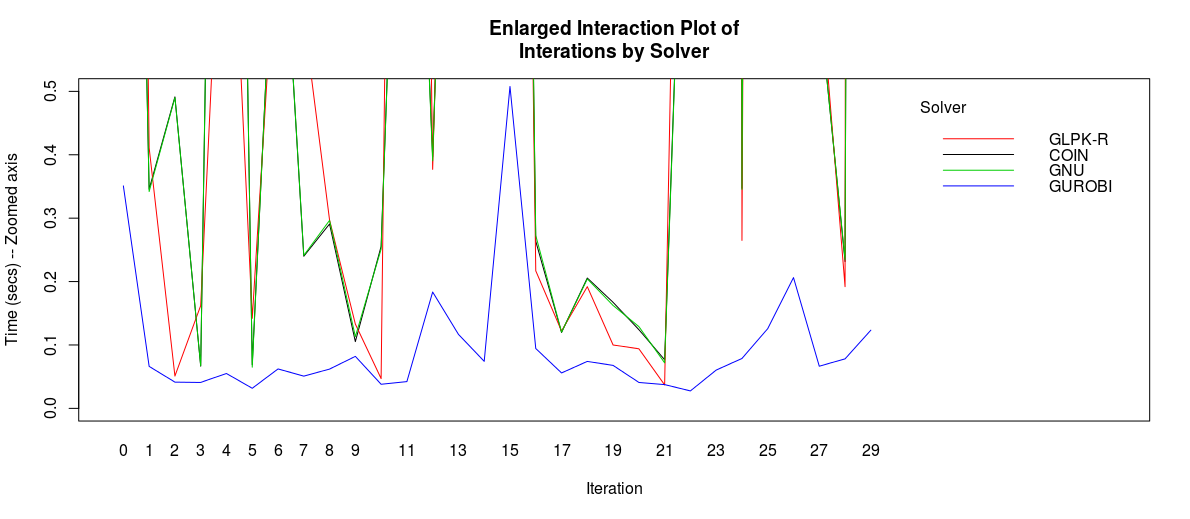 Enlarged Interaction Plot of
Interations by Solver
Time (secs) -- Zoomed axis
0.5
0.4
0.3
0.2
0.1
0.0
Solver
GLPK-R
COIN
GNU
GUROBI
0 1 2 3 4 5 6 7 8 9 11 13 15 17 19 21 23 25 27 29
Iteration